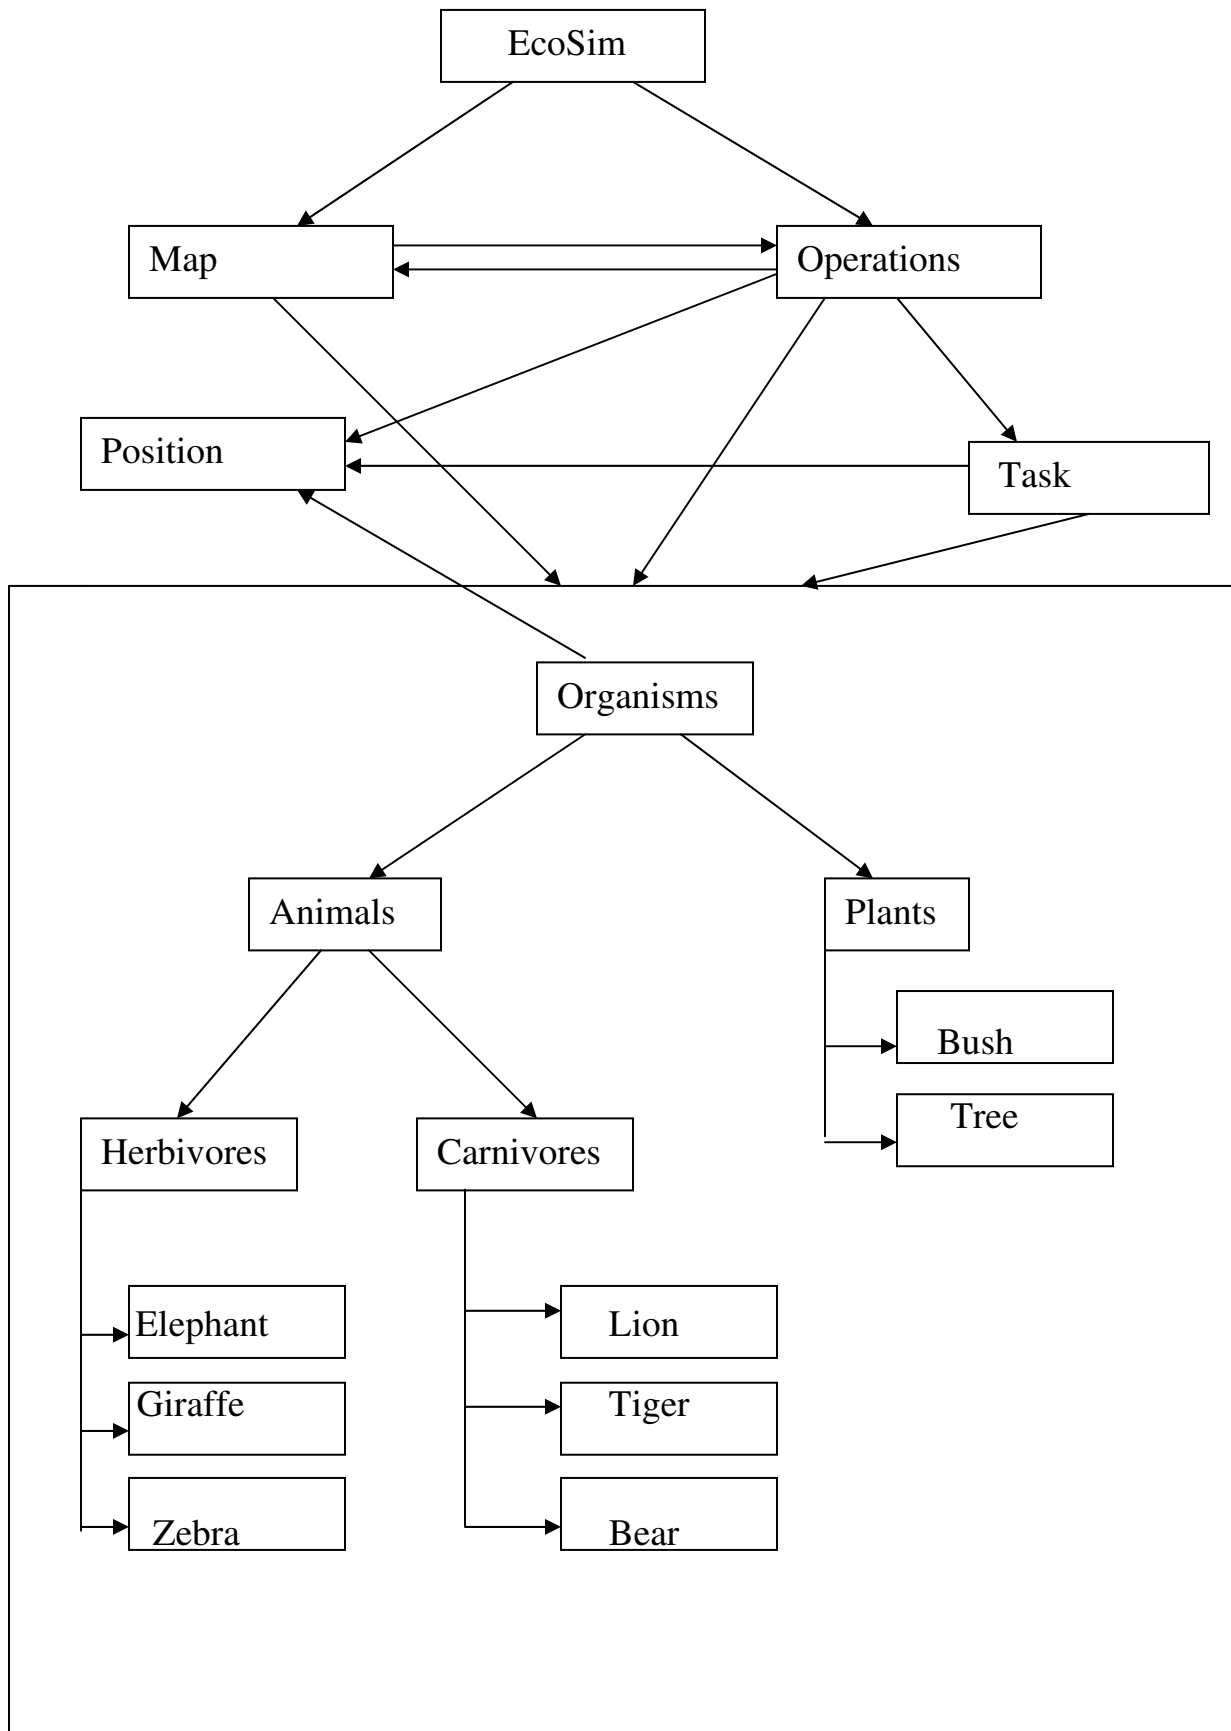 EcoSim
Map
Operations
Position
Task
Organisms
Animals
Plants
Bush
Tree
Herbivores
Carnivores
Elephant
Lion
Giraffe
Tiger
Zebra
Bear